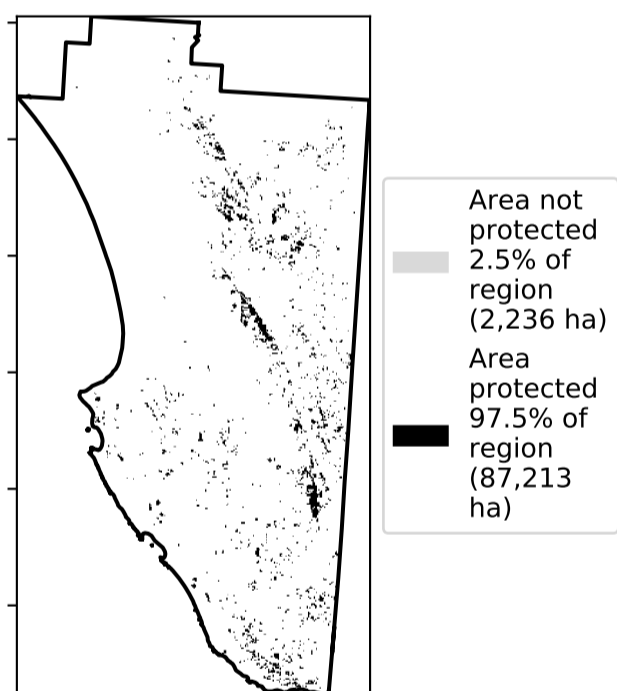 Area not
protected
2.5% of
region
(2,236 ha)
Area
protected
97.5% of
region
(87,213
ha)